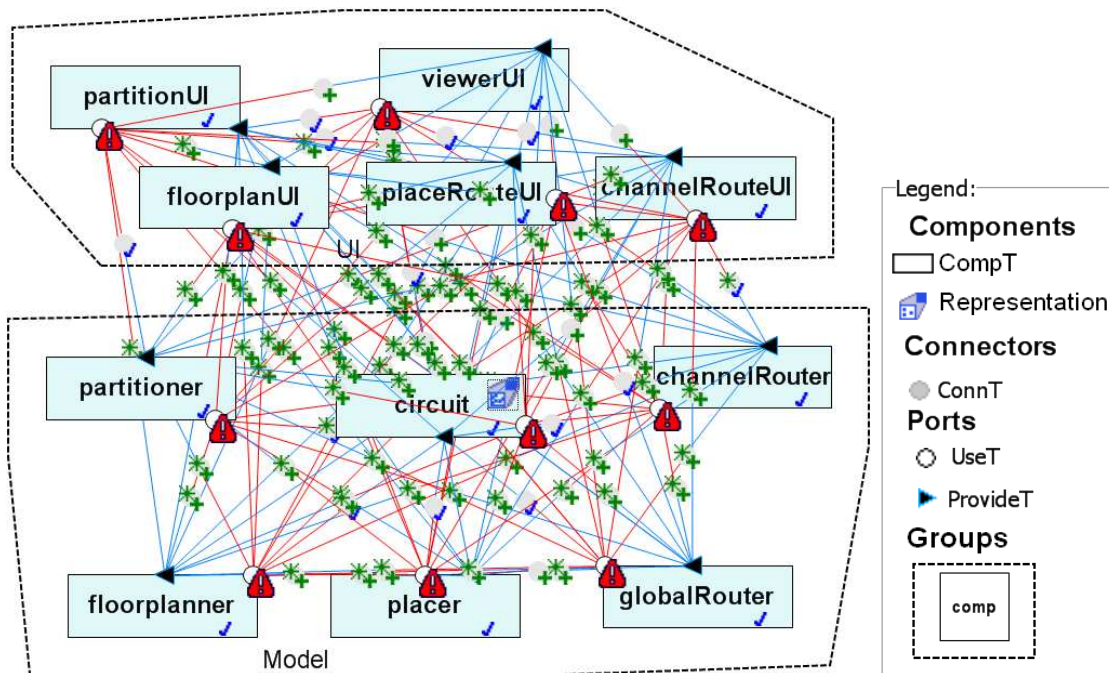 viewerUI
partitionUI
floorplanUI
placeRouteUI
channelRouteUI
UI
partitioner
circuit
channelRouter
floorplanner
placer
globalRouter
Model
Legend:
Components
CompT
Representation
Connectors
ConnT
Ports
UseT
ProvideT
Groups
comp